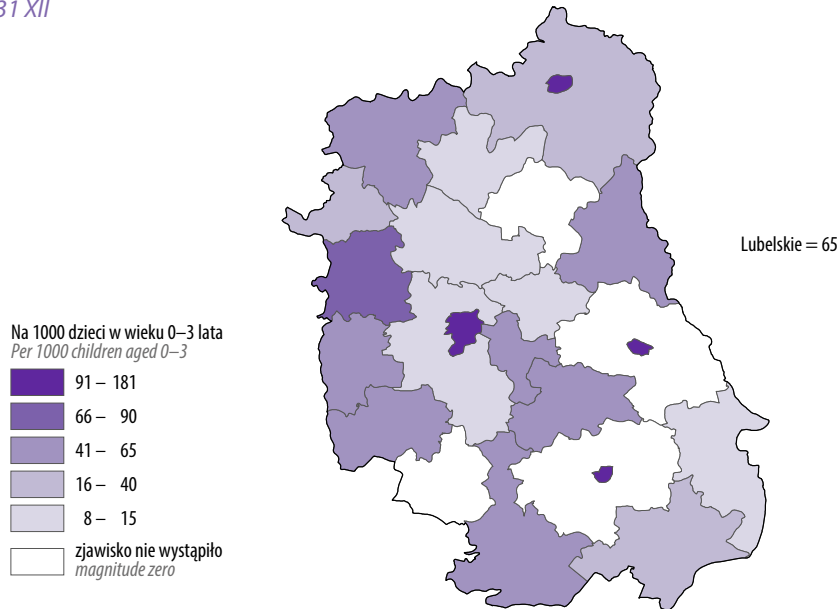 31 XII
Lubelskie = 65
Na 1000 dzieci w wieku 0–3 lata
Per 1000 children aged 0–3
91 – 181
66 – 90
41 – 65
16 – 40
8 – 15
zjawisko nie wystąpiło
magnitude zero